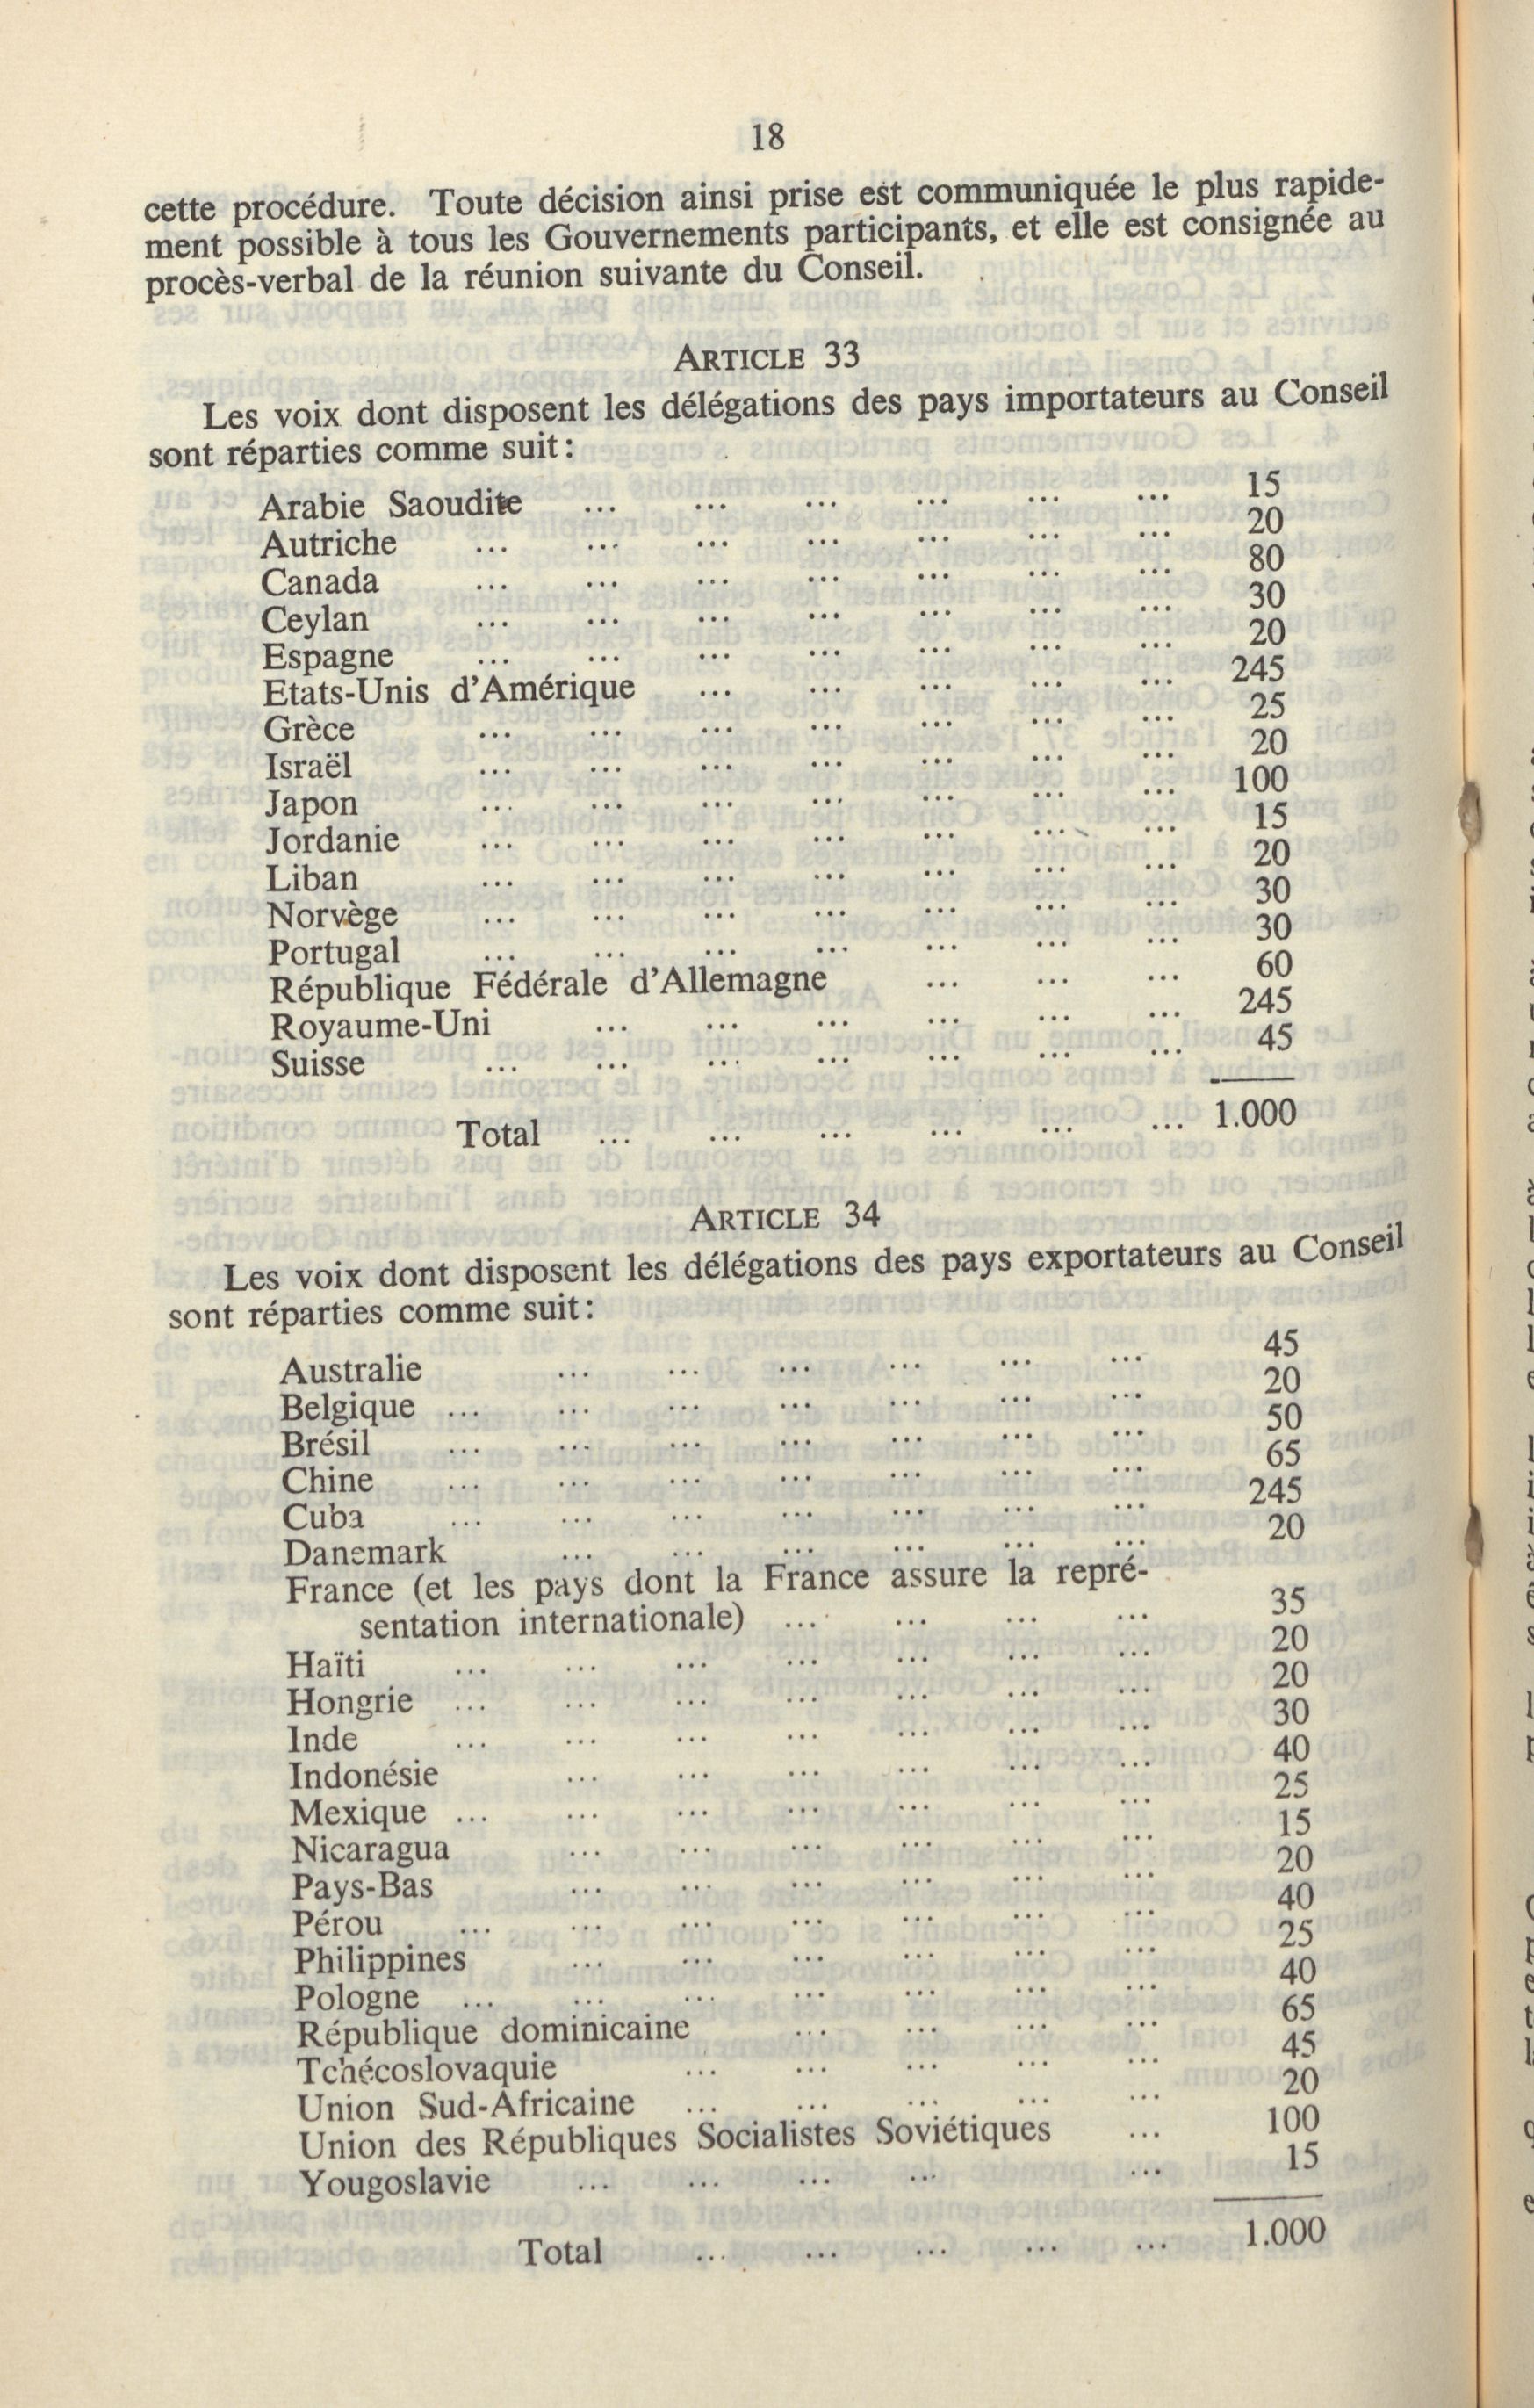 18
cette procédure. Toute décision ainsi prise est communiquée le plus rapide-
ment possible à tous les Gouvernements participants, et elle est consignée au
procès-verbal de la réunion suivante du Conseil.
ARTICLE 33
Les voix dont disposent les délégations des pays importateurs au Conseil
sont réparties comme suit:
Arabie Saoudite ... ... ... ... ... ... 15
Autriche ... ... ... ... ... ... ... 20
Canada ... ... ... ... ... ... ... 80
Ceylan ... ... ... ... ... ... ... 30
Espagne ... ... ... ... ... ... ... 20
Etats-Unis d'Amérique ... ... ... ... ... 245
Grèce ... ... ... ... ... ... ... 25
Israël ... ... ... ... ... ... ... 20
Japon ... ... ... ... ... ... ... 100
Jordanie ... ... ... ... ... ... ... 15
Liban ... ... ... ... ... ... ... 20
Norvège ... ... ... ... ... ... ... 30
Portugal ... ... ... ... ... ... ... 30
République Fédérale d'Allemagne ... ... ... 60
Royaume-Uni ... ... ... ... ... ... 245
Suisse ... ... ... ... ... ... ... 45
Total ... ... ... ... ... ... 1.000
ARTICLE 34
Les voix dont disposent les délégations des pays exportateurs au Conseil
sont réparties comme suit:
Australie ... ... ... ... ... ... 45
Belgique ... ... ... ... ... ... ... 20
Brésil ... ... ... ... ... ... ... 50
Chine ... ... ... ... ... ... ... 65
Cuba ... ... ... ... ... ... ... 245
Danemark ... ... ... ... ... ... 20
France (et les pays dont la France assure la repré-
sentation internationale) ... ... ... ... 35
Haïti ... ... ... ... ... ... ... 20
Hongrie ... ... ... ... ... ... ... 20
Inde ... ... ... ... ... ... ... 30
Indonésie ... ... ... ... ... ... 40
Mexique ... ... ... ... ... ... ... 25
Nicaragua ... ... ... ... ... ... 15
Pays-Bas ... ... ... ... ... ... 20
Pérou ... ... ... ... ... ... ... 40
Philippines ... ... ... ... ... ... 25
Pologne ... ... ... ... ... ... ... 40
République dominicaine ... ... ... ... 65
Tchécoslovaquie ... ... ... ... ... 45
Union Sud-Africaine ... ... ... ... ... 20
Union des Républiques Socialistes Soviétiques ... 100
Yougoslavie ... ... ... ... ... 15
Total ... ... ... ... ... 1.000